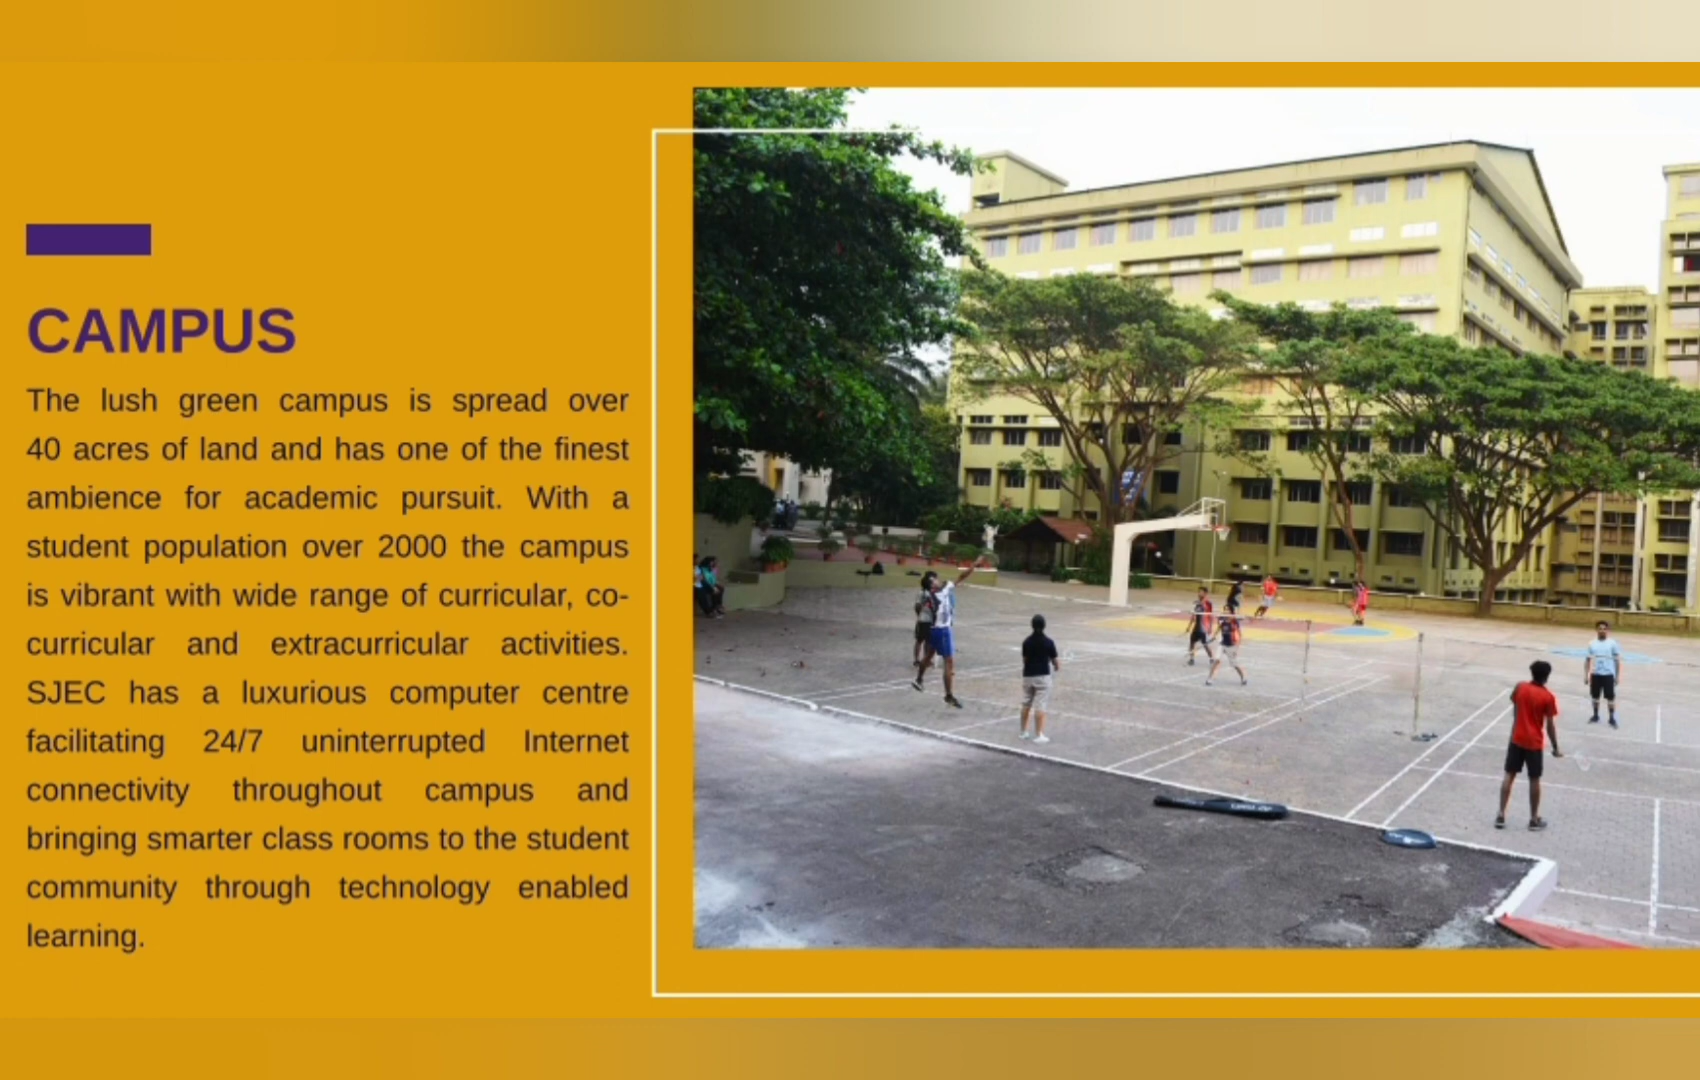 CAMPUS
The lush green campus is spread over
40 acres of land and has one of the finest
ambience for academic pursuit. With a
student population over 2000 the campus
is vibrant with wide range of curricular, co-
curricular and extracurricular activities.
SJEC has a luxurious computer centre
facilitating 24/7 uninterrupted Internet
connectivity throughout campus and
bringing smarter class rooms to the student
community through technology enabled
learning.